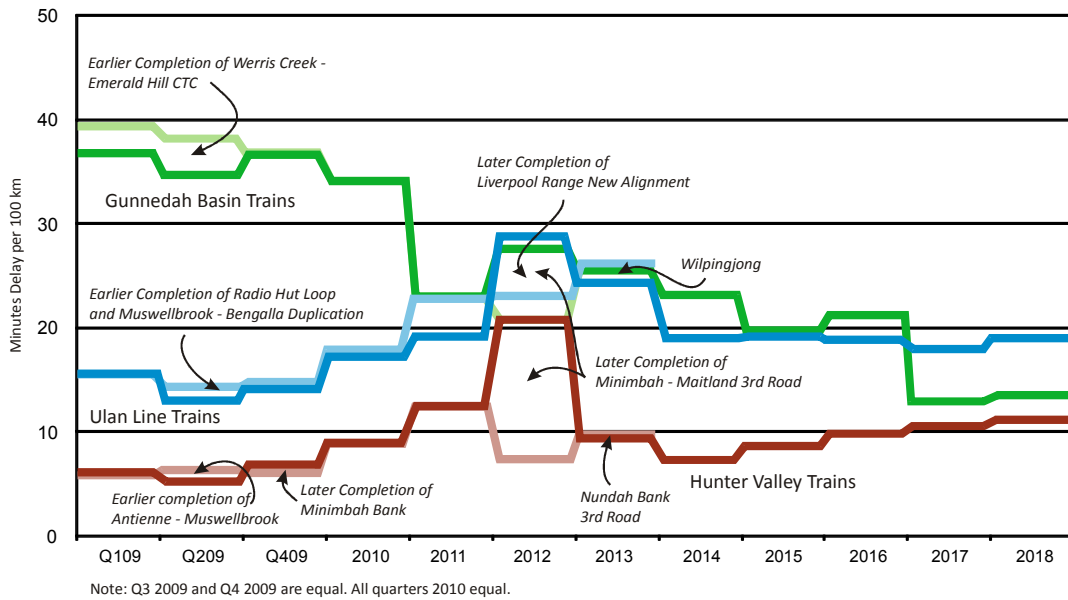 50
Earlier Completion of Werris Creek -
Emerald Hill CTC
40
Later Completion of
Liverpool Range New Alignment
Gunnedah Basin Trains
30
Minutes Delay per 100 km
Wilpingjong
Earlier Completion of Radio Hut Loop
and Muswellbrook - Bengalla Duplication
20
Later Completion of
Minimbah - Maitland 3rd Road
Ulan Line Trains
10
Hunter Valley Trains
Earlier completion of
Antienne - Muswellbrook
Later Completion of
Minimbah Bank
Nundah Bank
3rd Road
0
Q109 Q209 Q409 2010 2011 2012 2013 2014 2015 2016 2017 2018
Note: Q3 2009 and Q4 2009 are equal. All quarters 2010 equal.